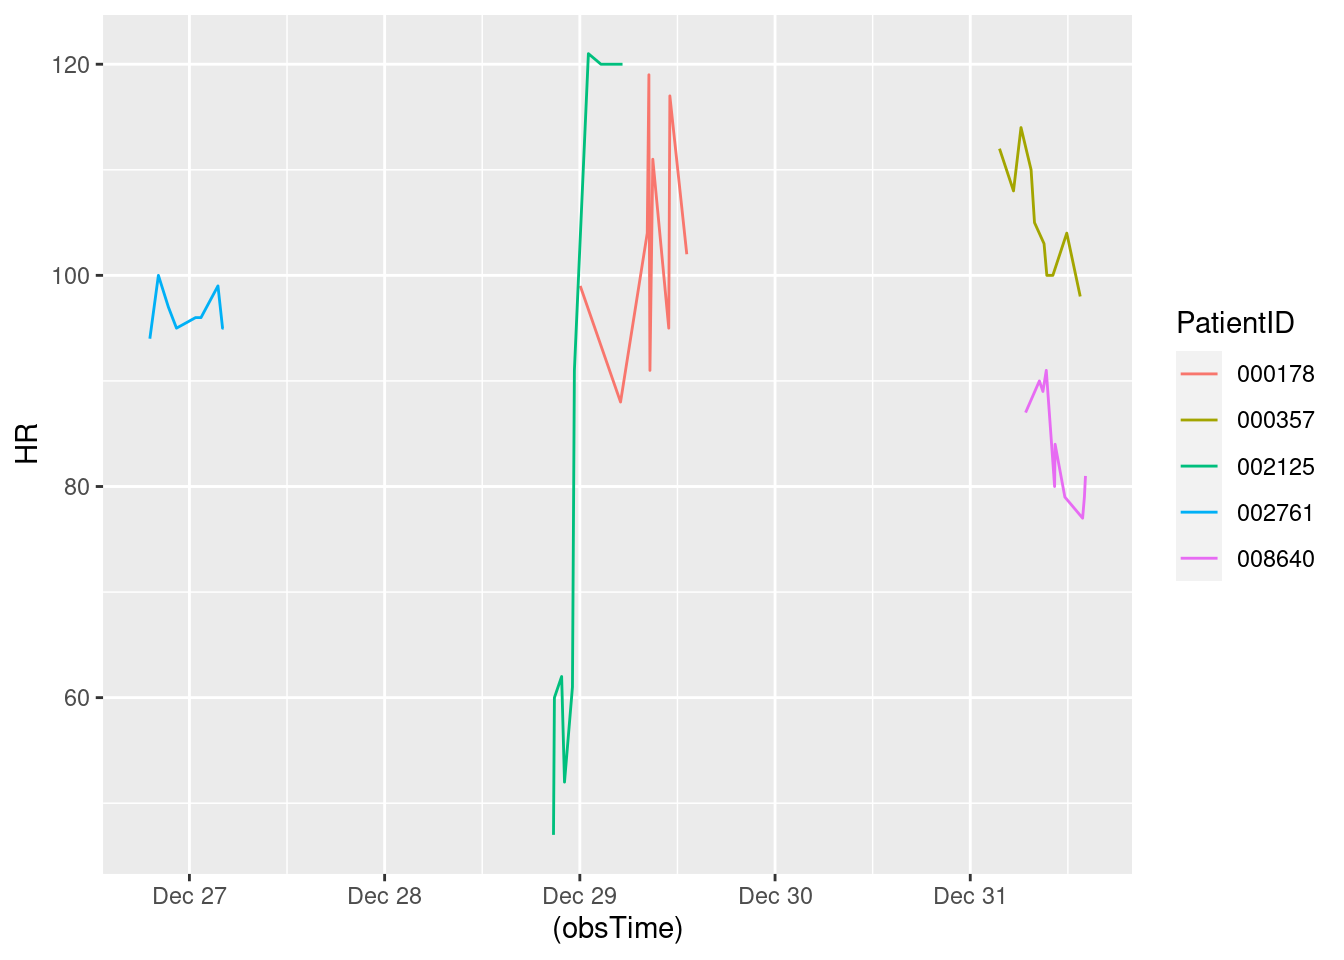 120
100
80
60
HR
Dec 27
Dec 28
Dec 29
Dec 30
Dec 31
(obsTime)
PatientID
000178
000357
002125
002761
008640